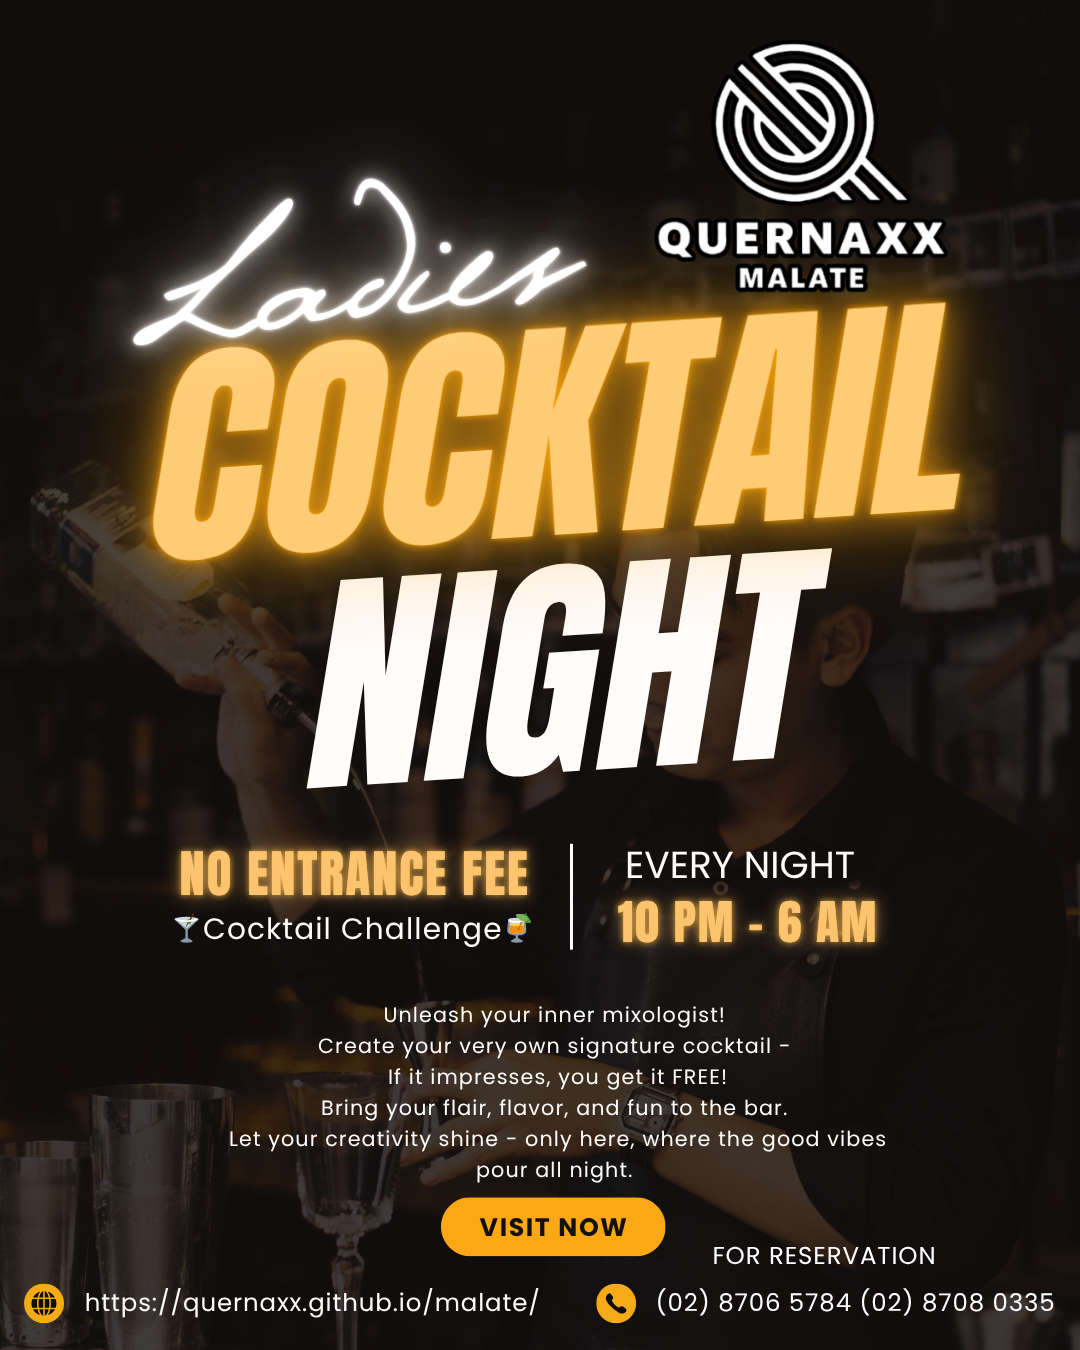 QUERNAXX
MALATE
Ladies
COCKTAIL
NIGHT
NO ENTRANCE FEE
🍸Cocktail Challenge🍹
EVERY NIGHT
10 PM - 6 AM
Unleash your inner mixologist!
Create your very own signature cocktail -
If it impresses, you get it FREE!
Bring your flair, flavor, and fun to the bar.
Let your creativity shine - only here, where the good vibes
pour all night.
VISIT NOW
FOR RESERVATION
https://quernaxx.github.io/malate/
(02) 8706 5784 (02) 8708 0335